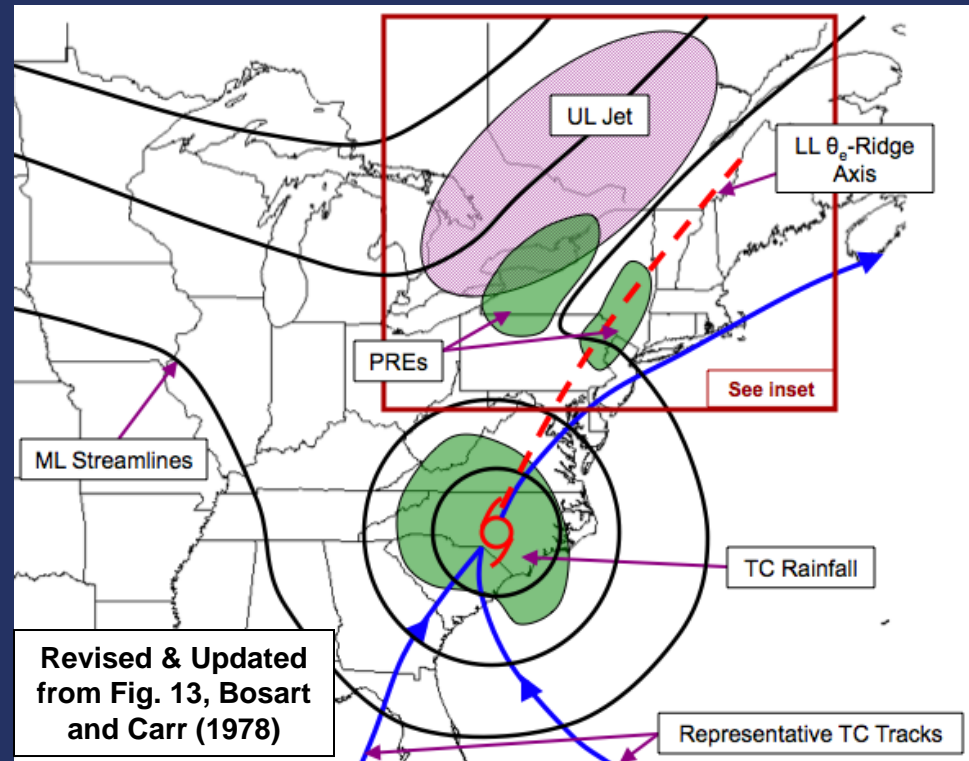 UL Jet
LL θe-Ridge
Axis
PREs
See inset
ML Streamlines
TC Rainfall
Revised & Updated
from Fig. 13, Bosart
and Carr (1978)
Representative TC Tracks